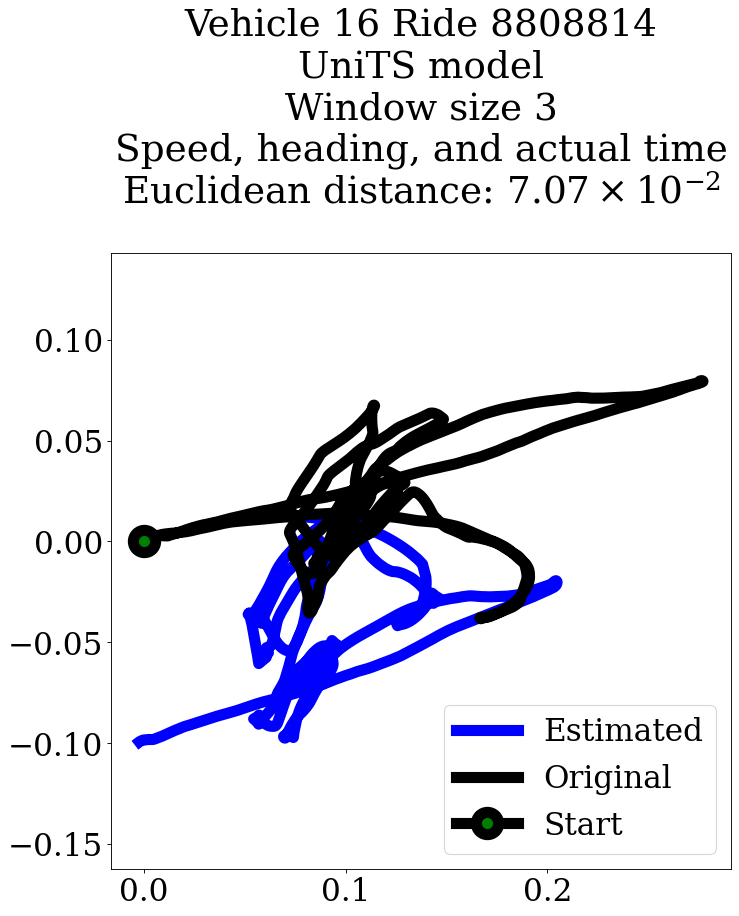 Vehicle 16 Ride 8808814
UniTS model
Window size 3
Speed, heading, and actual time
Euclidean distance: 7.07 × 10⁻²
0.10
0.05
0.00
−0.05
−0.10
−0.15
0.0
0.1
0.2
Estimated
Original
Start